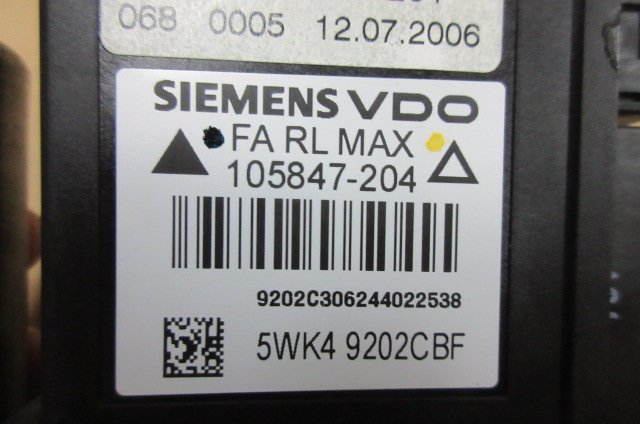 068 0005 12.07.2006
SIEMENS VDO
FA RL MAX
105847-204
9202C306244022538
5WK4 9202CBF